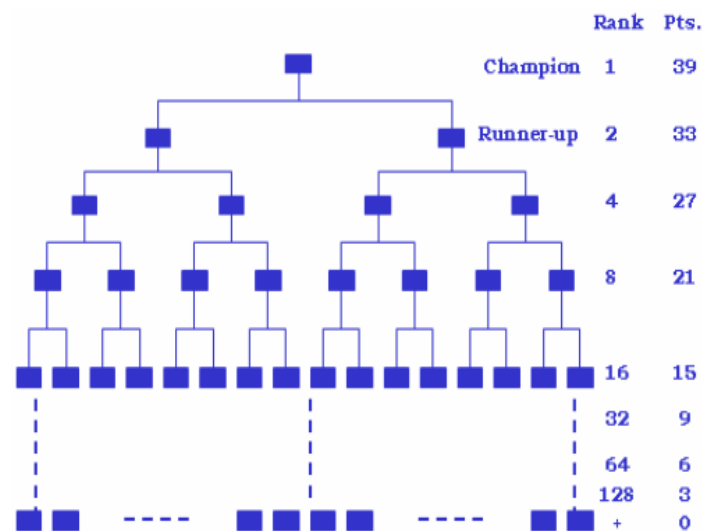 Rank Pts.
Champion 1 39
Runner-up 2 33
4 27
8 21
16 15
32 9
64 6
128 3
+ 0